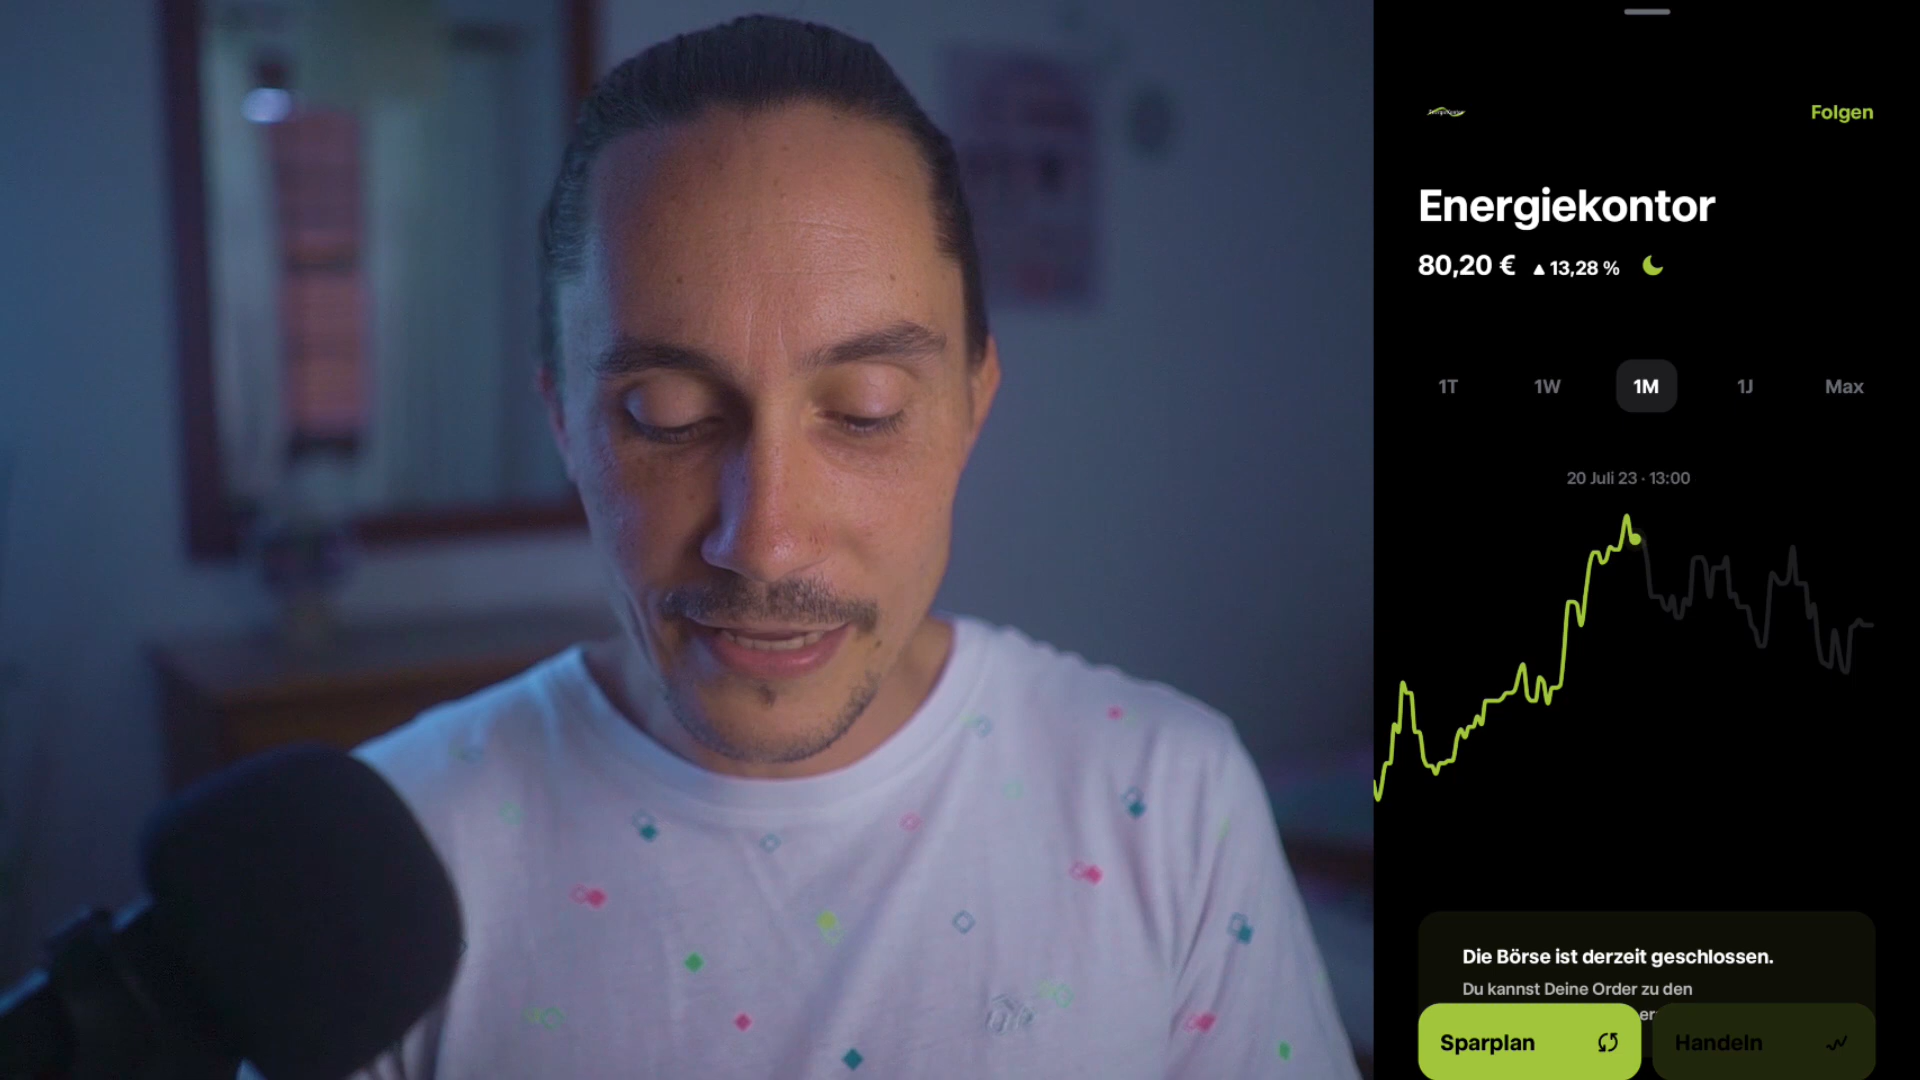 Folgen
Energiekontor
80,20 € ▲ 13,28 %
1T 1W 1M 1J Max
20 Juli 23 · 13:00
Die Börse ist derzeit geschlossen.
Du kannst Deine Order zu den
Sparplan
Handeln